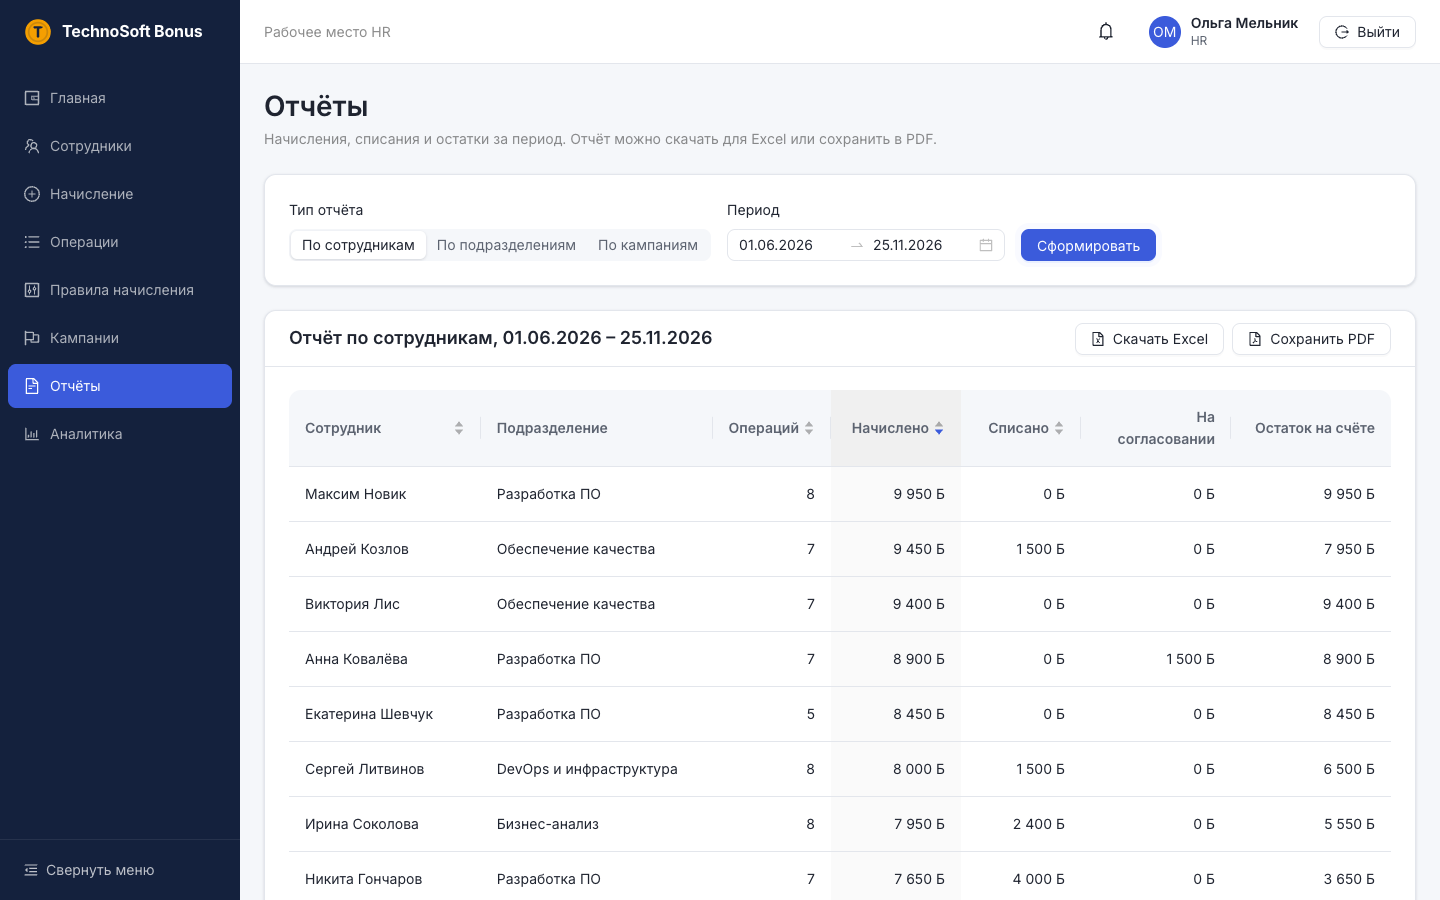 TechnoSoft Bonus
Рабочее место HR
ОМ
Ольга Мельник
HR
Выйти
Главная
Сотрудники
Начисление
Операции
Правила начисления
Кампании
Отчёты
Аналитика
Свернуть меню
Отчёты
Начисления, списания и остатки за период. Отчёт можно скачать для Excel или сохранить в PDF.
Тип отчёта
По сотрудникам По подразделениям По кампаниям
Период
01.06.2026 → 25.11.2026
Сформировать
Отчёт по сотрудникам, 01.06.2026 – 25.11.2026
Скачать Excel
Сохранить PDF
Сотрудник Подразделение Операций Начислено Списано На согласовании Остаток на счёте
Максим Новик Разработка ПО 8 9 950 Б 0 Б 0 Б 9 950 Б
Андрей Козлов Обеспечение качества 7 9 450 Б 1 500 Б 0 Б 7 950 Б
Виктория Лис Обеспечение качества 7 9 400 Б 0 Б 0 Б 9 400 Б
Анна Ковалёва Разработка ПО 7 8 900 Б 0 Б 1 500 Б 8 900 Б
Екатерина Шевчук Разработка ПО 5 8 450 Б 0 Б 0 Б 8 450 Б
Сергей Литвинов DevOps и инфраструктура 8 8 000 Б 1 500 Б 0 Б 6 500 Б
Ирина Соколова Бизнес-анализ 8 7 950 Б 2 400 Б 0 Б 5 550 Б
Никита Гончаров Разработка ПО 7 7 650 Б 4 000 Б 0 Б 3 650 Б